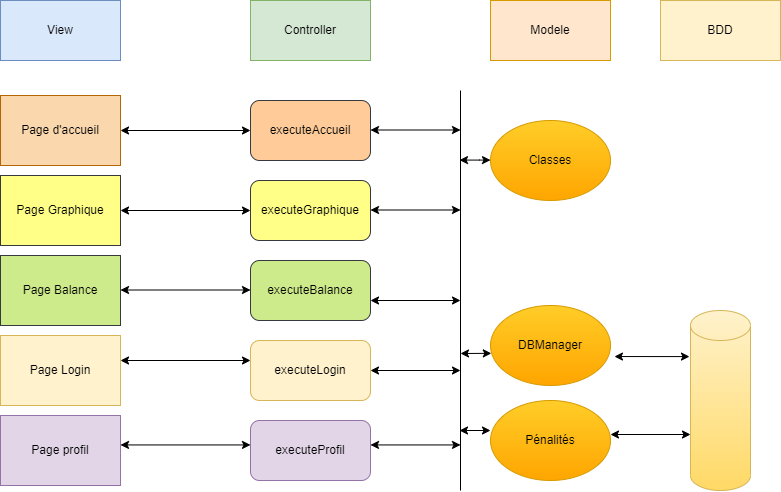 View
Controller
Modele
BDD
Page d'accueil
executeAccueil
Classes
Page Graphique
executeGraphique
Page Balance
executeBalance
DBManager
Page Login
executeLogin
Page profil
executeProfil
Pénalités